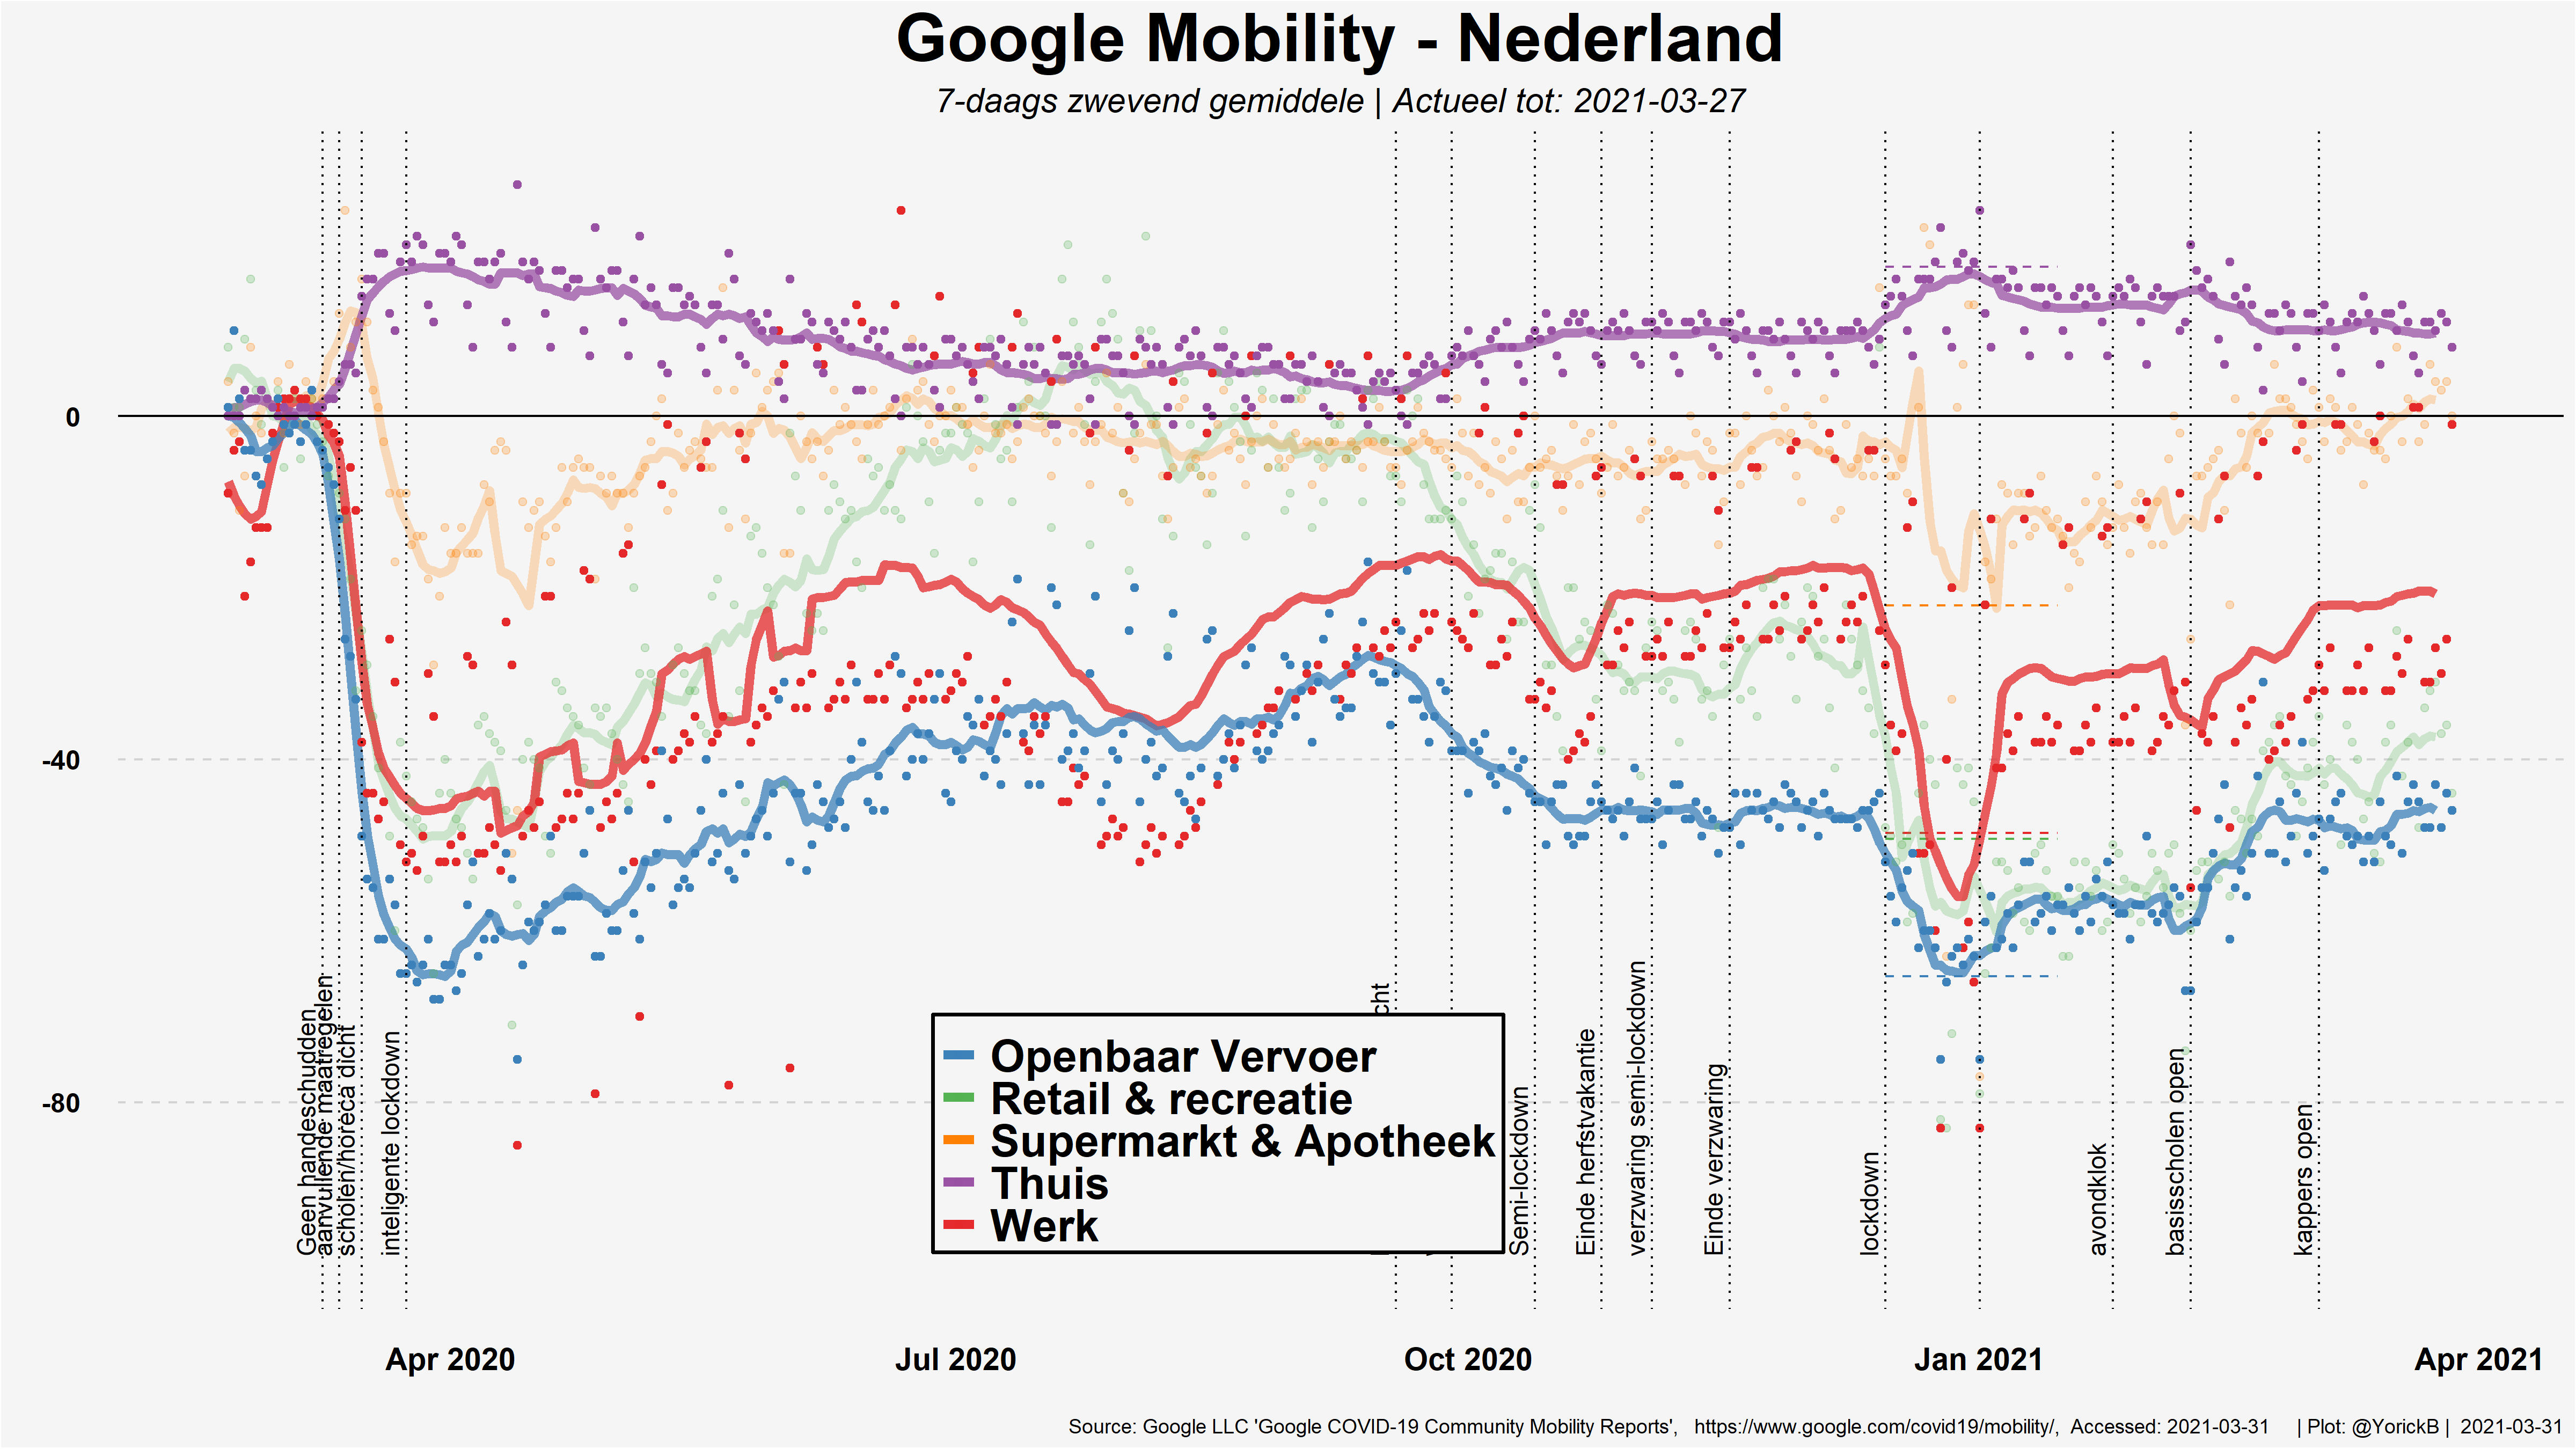 Google Mobility - Nederland
7-daags zwevend gemiddele | Actueel tot: 2021-03-27
0
-40
-80
Geen handeschudden
aanvullende maatregelen
scholen/horeca dicht
inteligente lockdown
cht
Semi-lockdown
Einde herfstvakantie
verzwaring semi-lockdown
Einde verzwaring
lockdown
avondklok
basisscholen open
kappers open
Openbaar Vervoer
Retail & recreatie
Supermarkt & Apotheek
Thuis
Werk
Apr 2020
Jul 2020
Oct 2020
Jan 2021
Apr 2021
Source: Google LLC 'Google COVID-19 Community Mobility Reports', https://www.google.com/covid19/mobility/, Accessed: 2021-03-31 | Plot: @YorickB | 2021-03-31